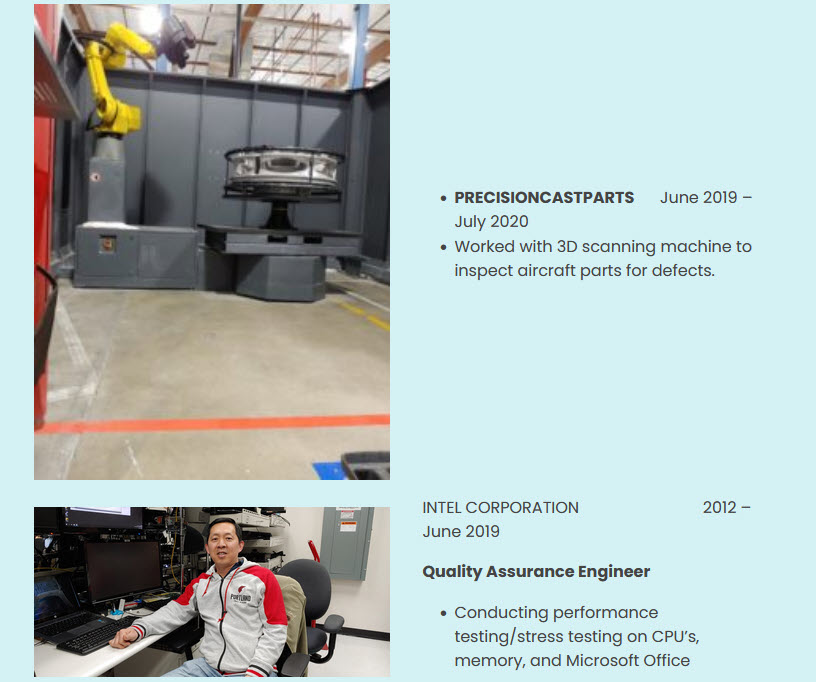 PRECISIONCASTPARTS June 2019 –
July 2020
Worked with 3D scanning machine to
inspect aircraft parts for defects.
INTEL CORPORATION 2012 –
June 2019
Quality Assurance Engineer
Conducting performance
testing/stress testing on CPU’s,
memory, and Microsoft Office
PORTLAND